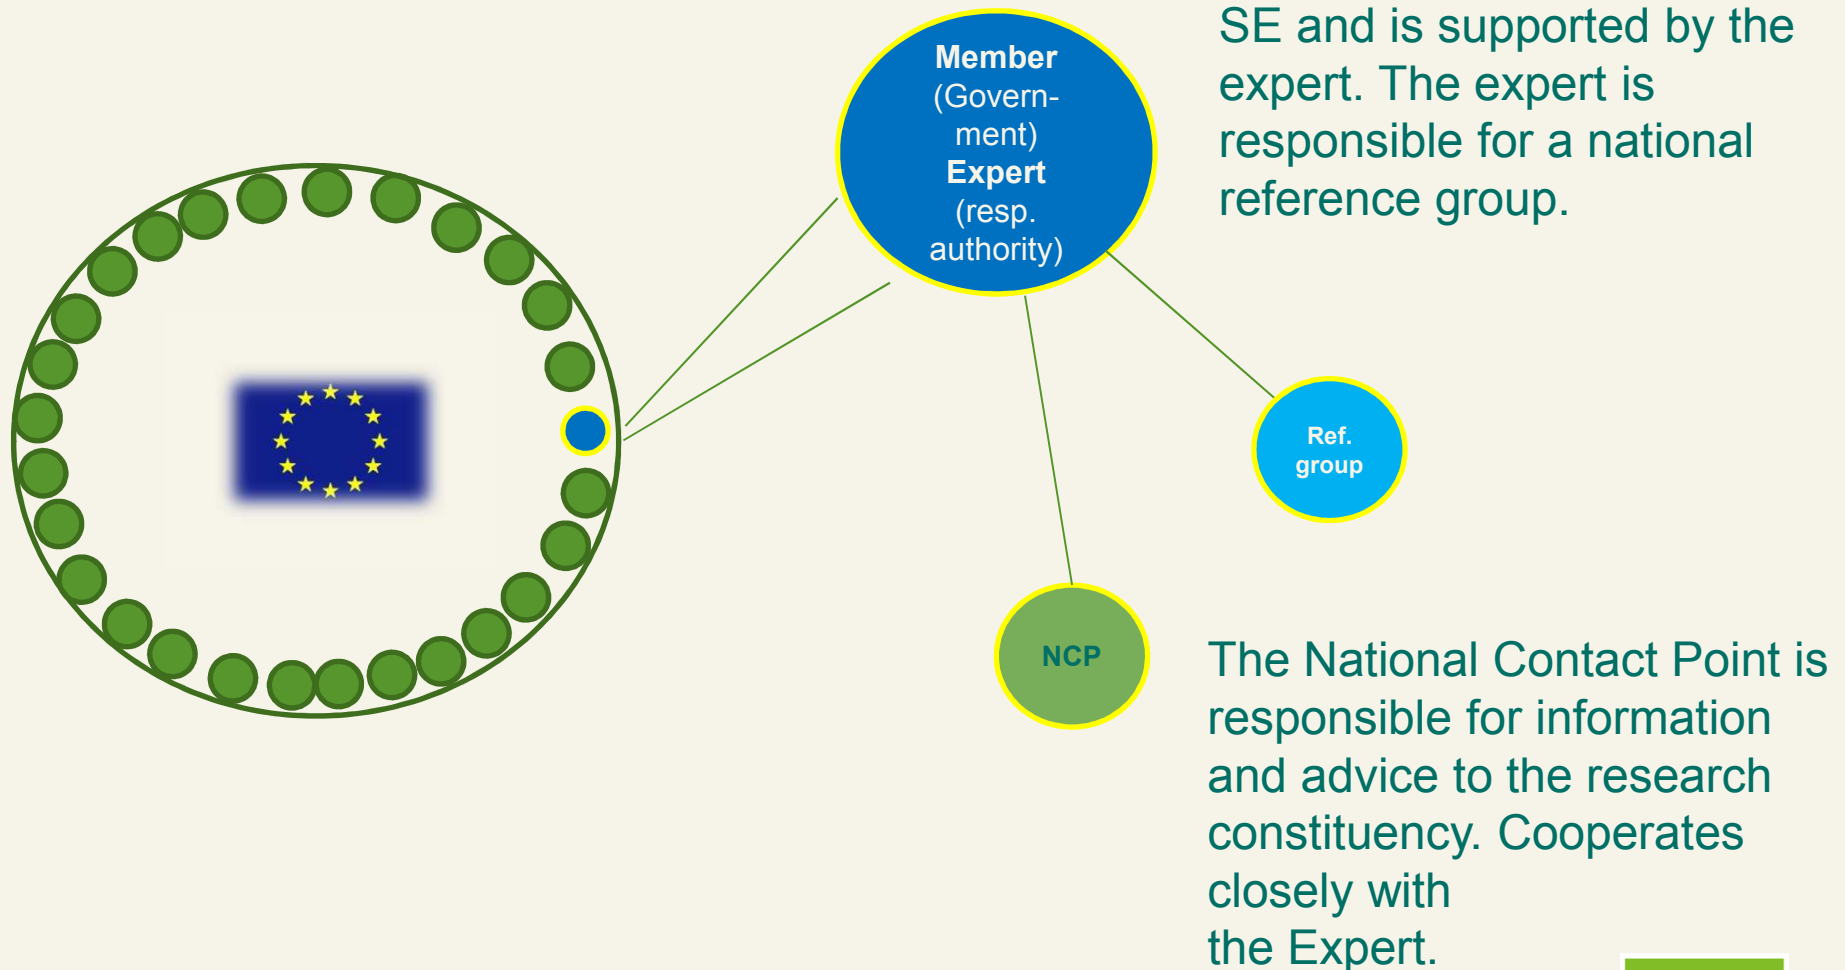 SE and is supported by the
expert. The expert is
responsible for a national
reference group.
Member
(Govern-
ment)
Expert
(resp.
authority)
Ref.
group
NCP
The National Contact Point is
responsible for information
and advice to the research
constituency. Cooperates
closely with
the Expert.